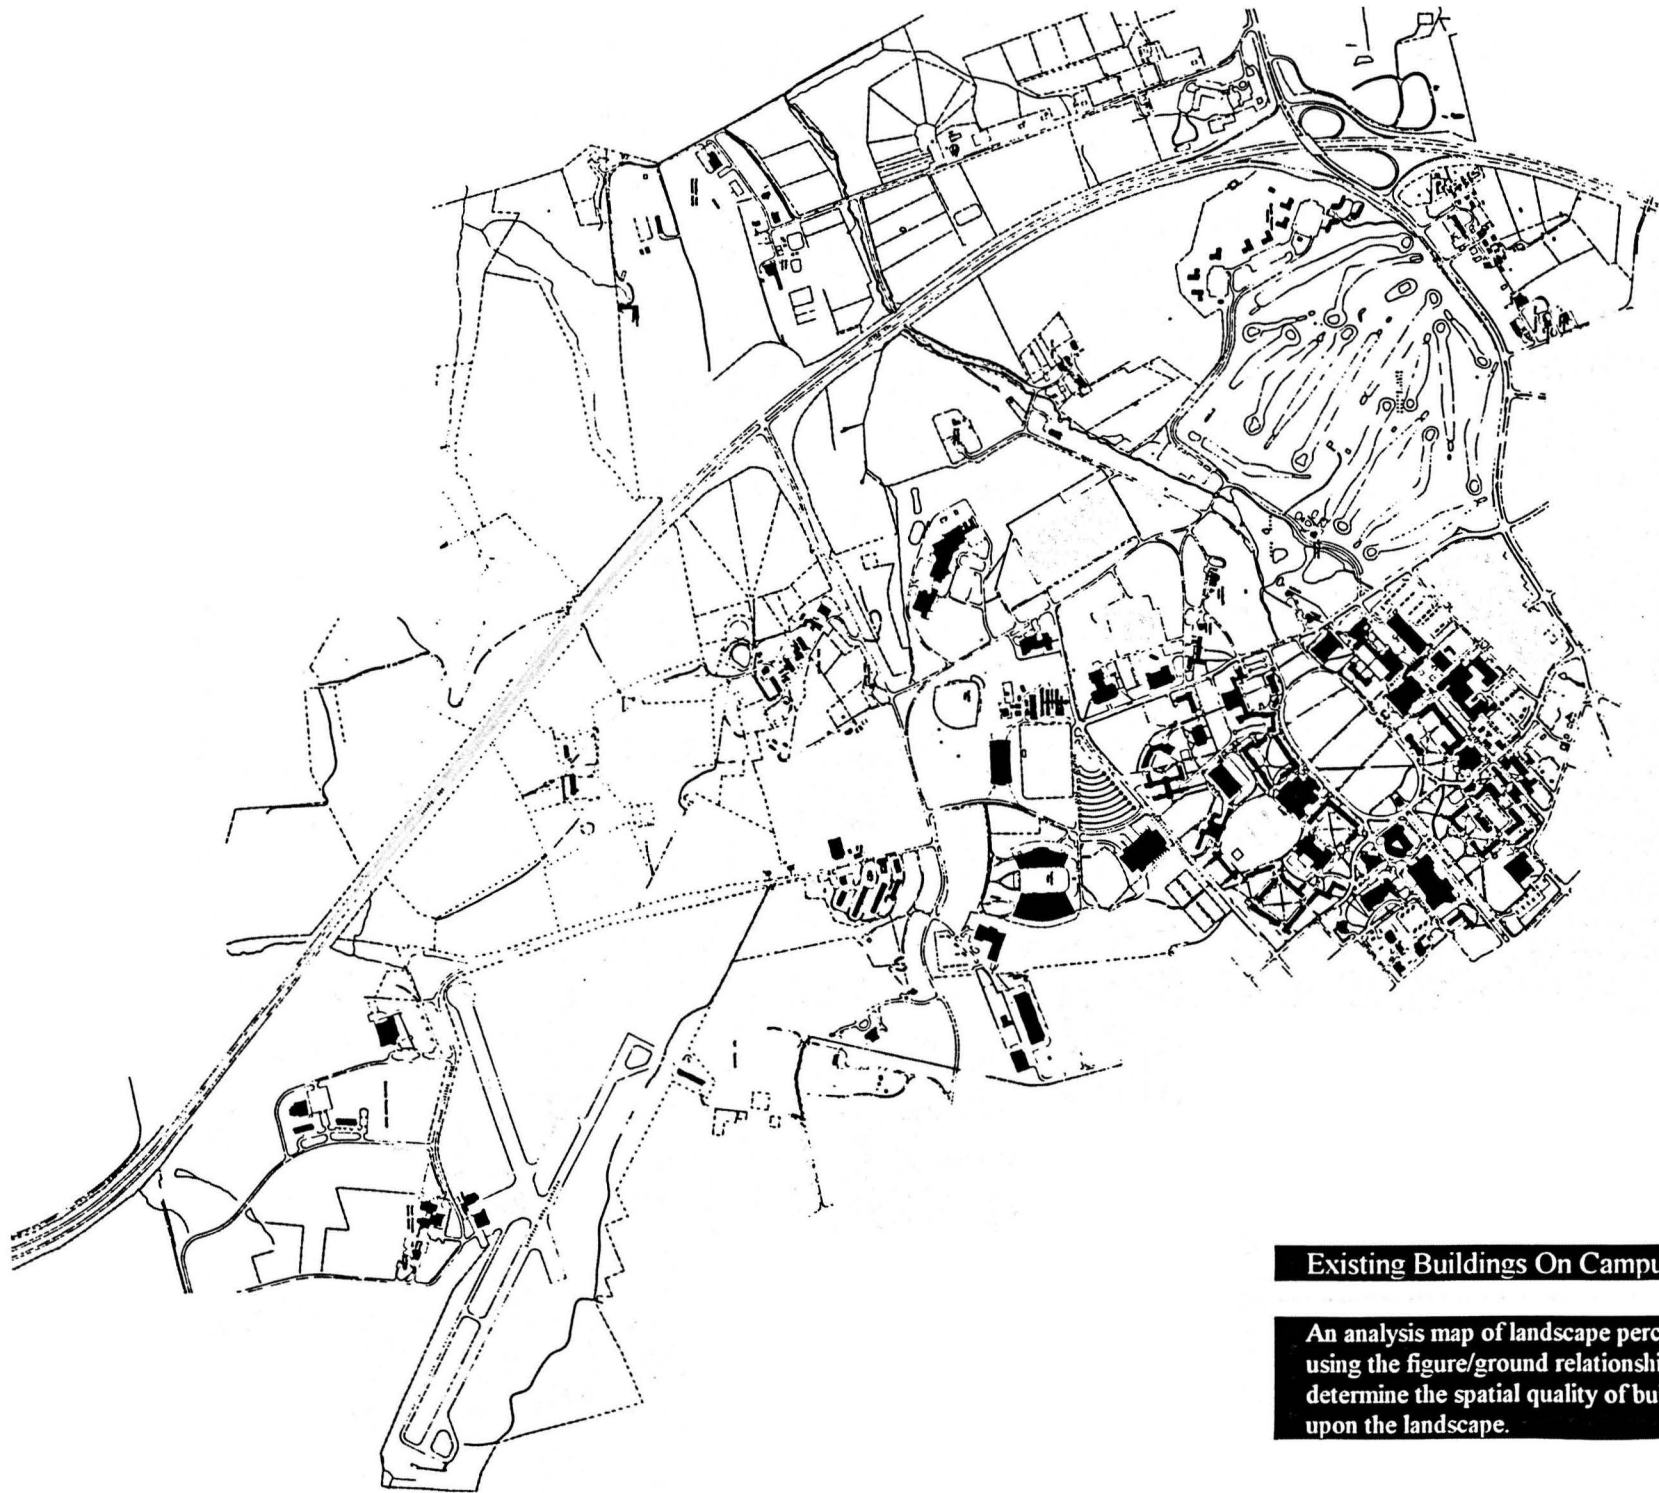 Existing Buildings On Campu
An analysis map of landscape perc
using the figure/ground relationshi
determine the spatial quality of bu
upon the landscape.